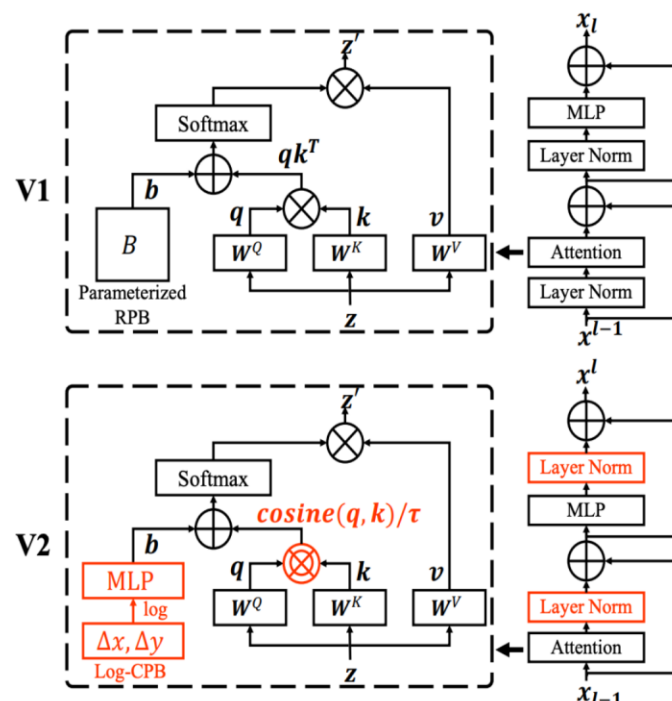 x_l
MLP
Layer Norm
Attention
Layer Norm
x^{l-1}
V1
z'
Softmax
qk^T
b
q
k
v
B
W^Q
W^K
W^V
Parameterized
RPB
z
x^l
Layer Norm
MLP
Layer Norm
Attention
x_{l-1}
V2
z'
Softmax
cosine(q, k)/τ
b
q
k
v
MLP
log
Δx, Δy
Log-CPB
W^Q
W^K
W^V
z